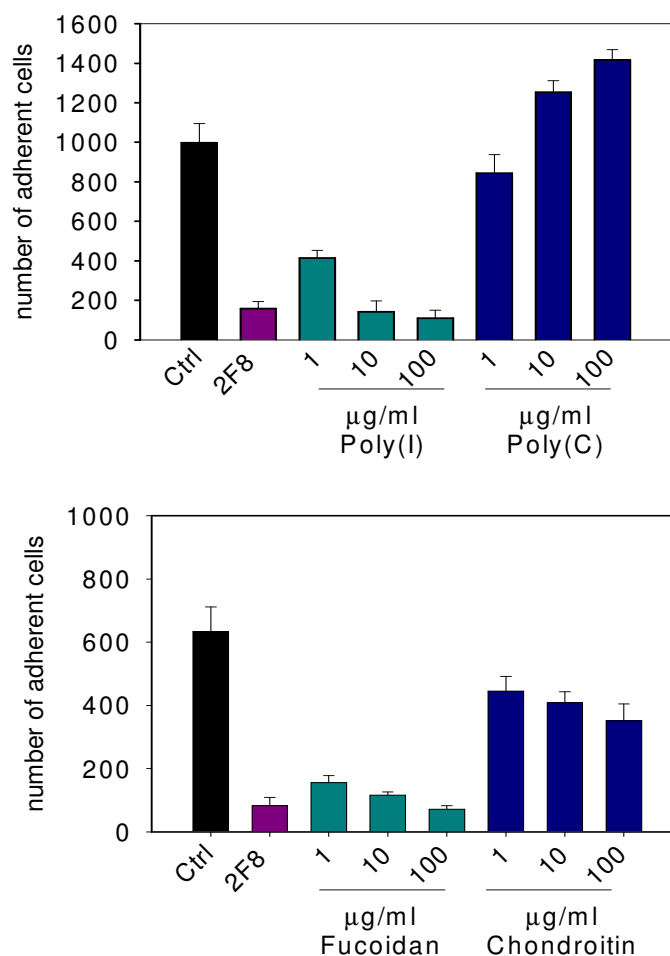 number of adherent cells
1600
1400
1200
1000
800
600
400
200
0
Ctrl 2F8 1 10 100 1 10 100
μg/ml μg/ml
Poly(I) Poly(C)
number of adherent cells
1000
800
600
400
200
0
Ctrl 2F8 1 10 100 1 10 100
μg/ml μg/ml
Fucoidan Chondroitin